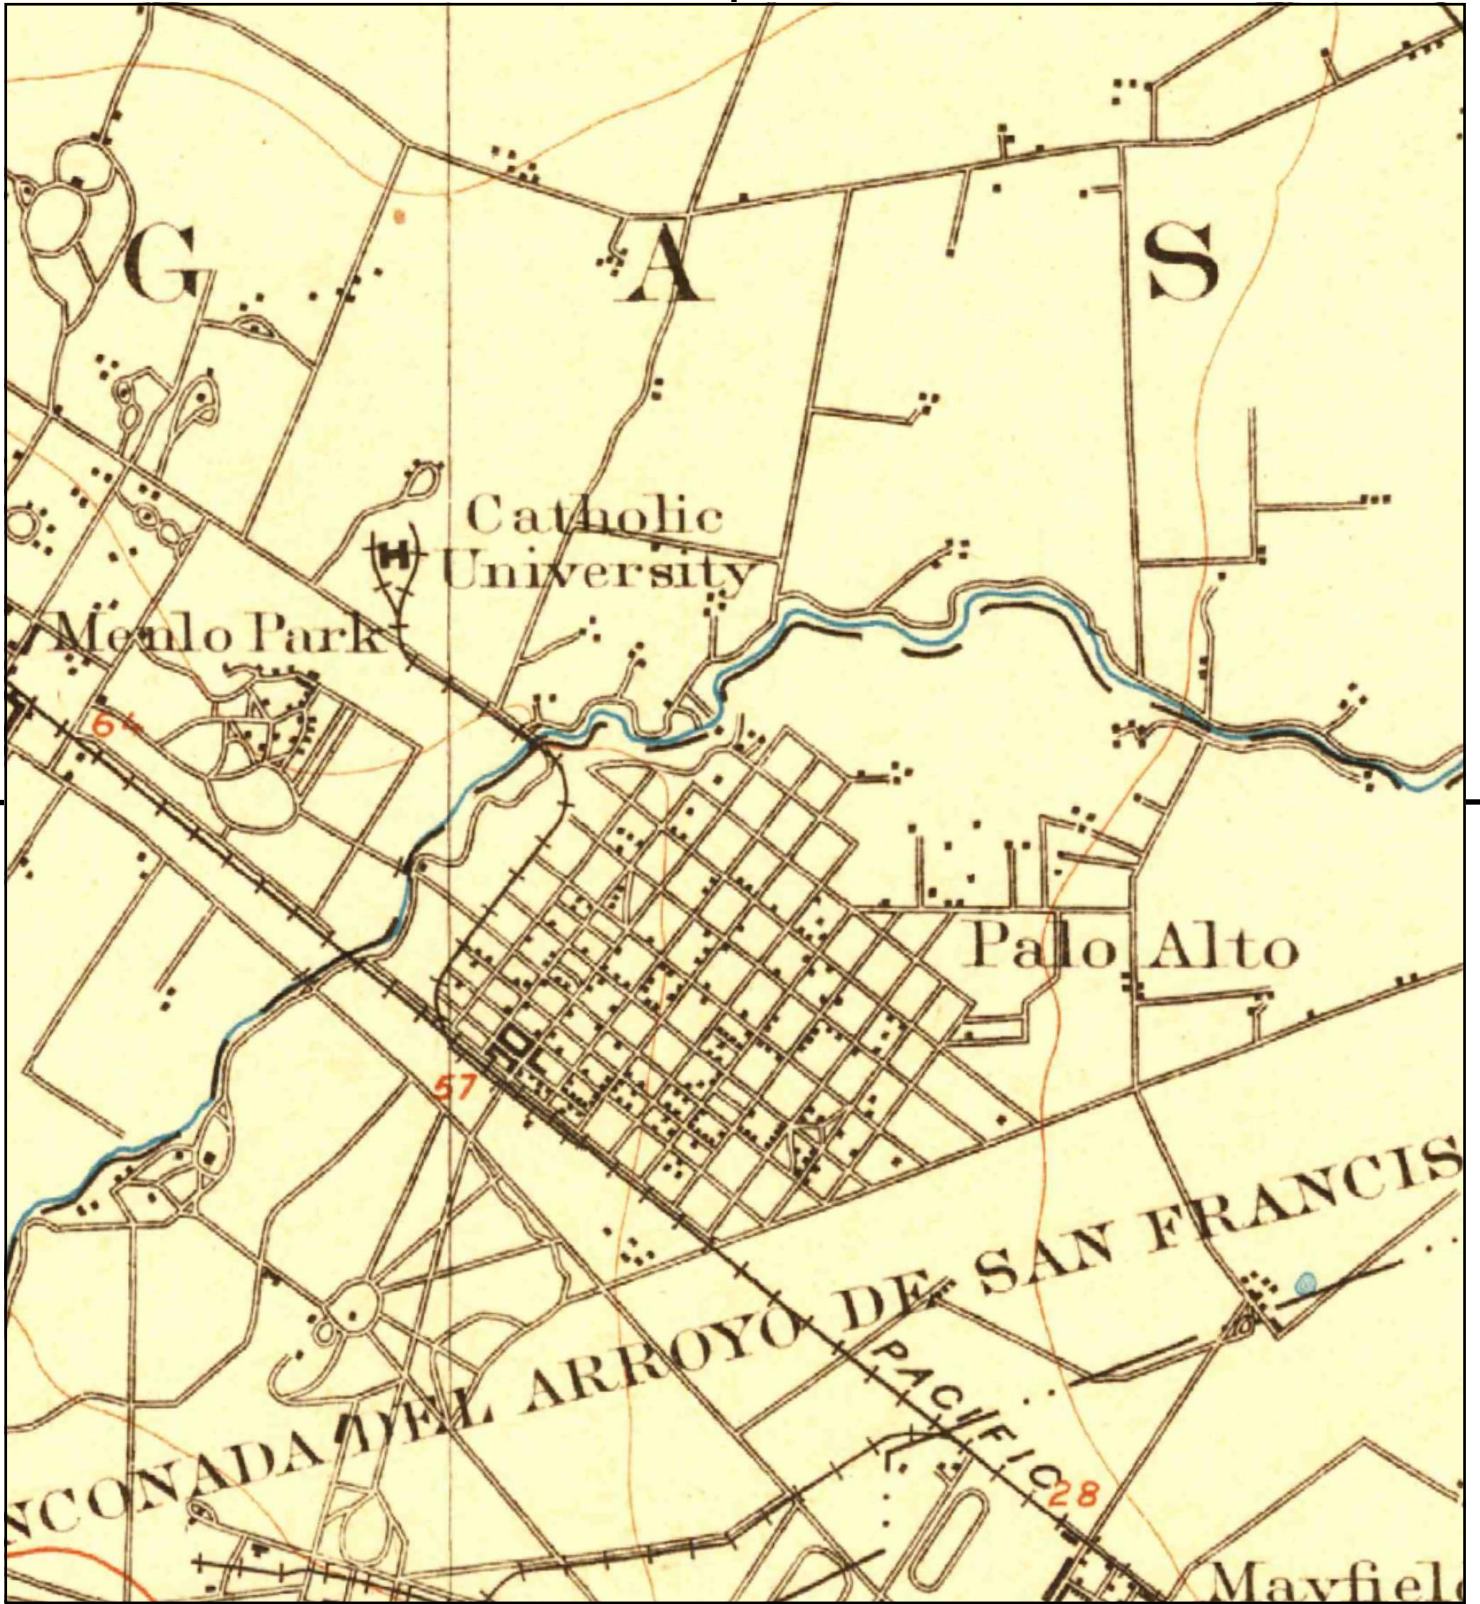 G A S
Catholic
University
Menlo Park
64
Palo Alto
57
NCONADA DEL ARROYO DE SAN FRANCIS
PACIFIC
28
Mayfiel